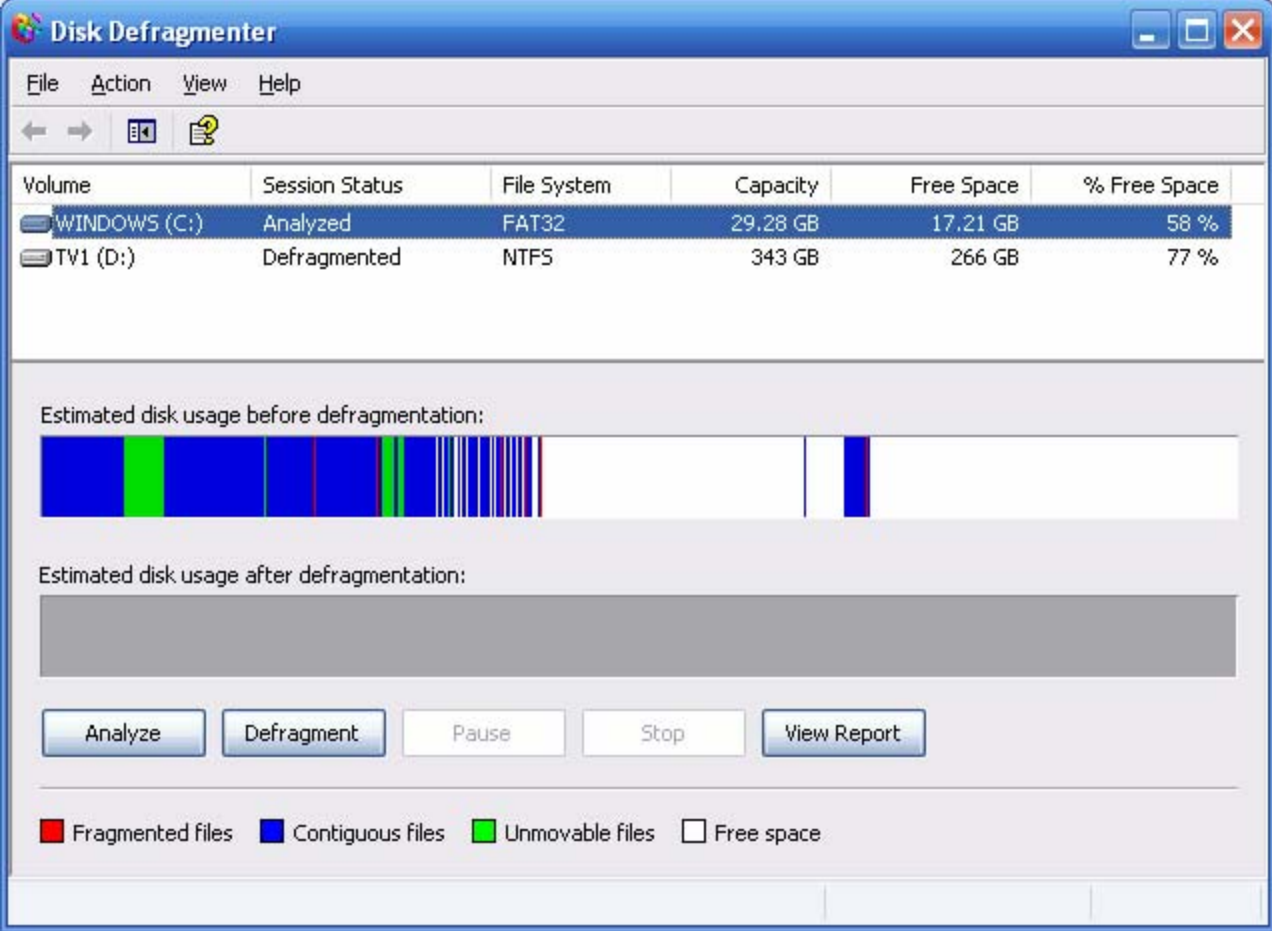 Disk Defragmenter
File Action View Help
Volume Session Status File System Capacity Free Space % Free Space
WINDOWS (C:) Analyzed FAT32 29.28 GB 17.21 GB 58 %
TV1 (D:) Defragmented NTFS 343 GB 266 GB 77 %
Estimated disk usage before defragmentation:
Estimated disk usage after defragmentation:
Analyze Defragment Pause Stop View Report
Fragmented files Contiguous files Unmovable files Free space